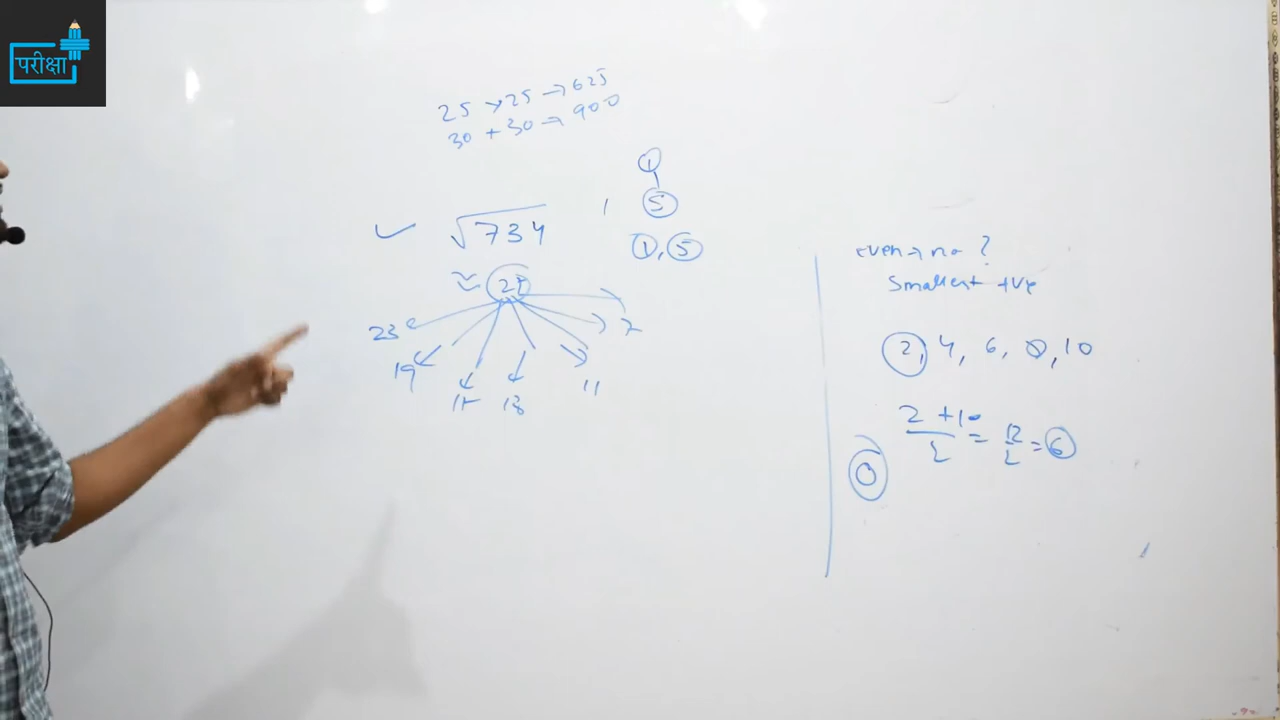 परीक्षा
25 × 25 → 625
30 + 30 → 900
1
1 5
√734
1, 5
≈ 27
23
19
17
13
11
7
even → no ?
Smallest +ve
2, 4, 6, 8, 10
2 + 10
2
= 12
2
= 6
0